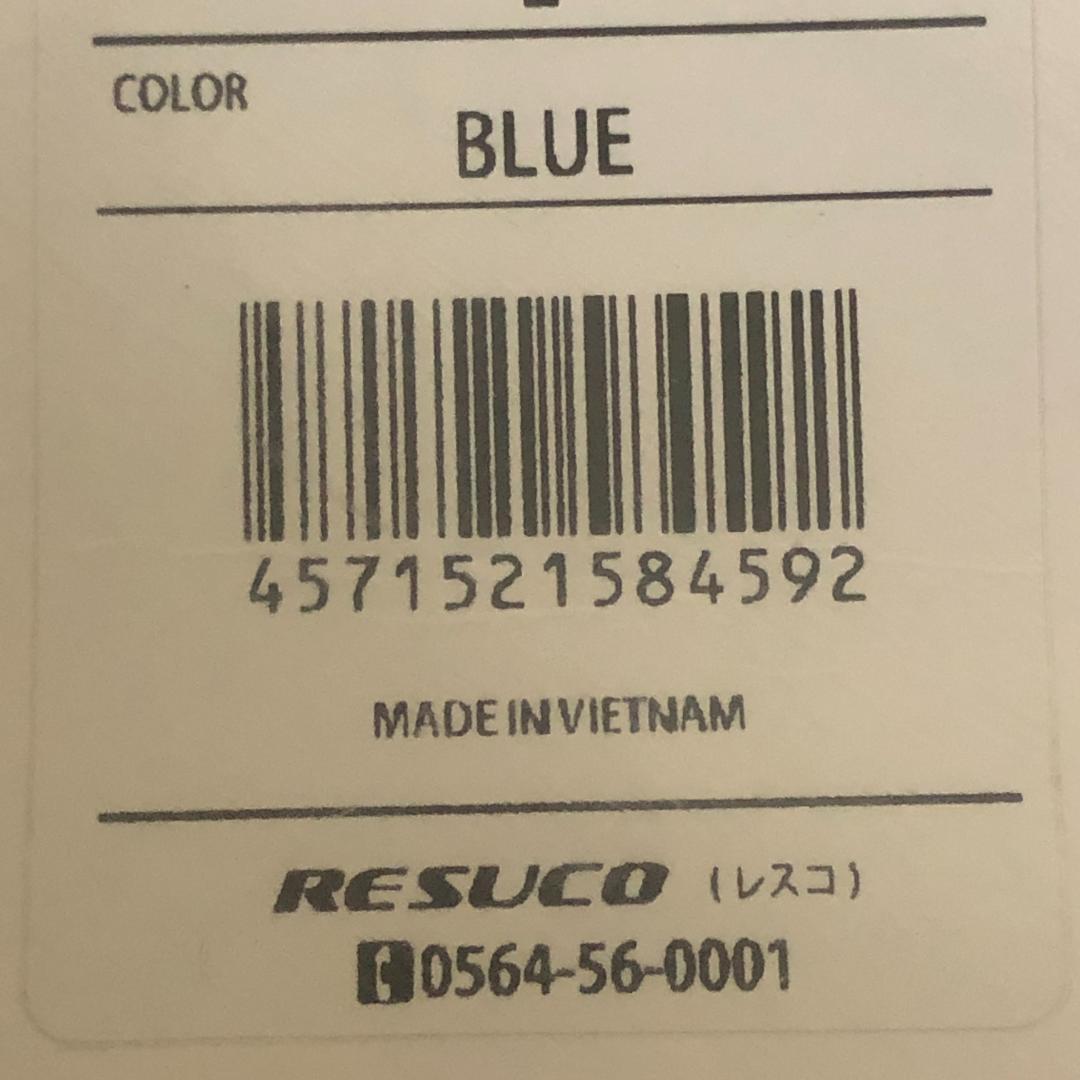 COLOR
BLUE
4571521584592
MADE IN VIETNAM
RESUCO (レスコ)
0564-56-0001